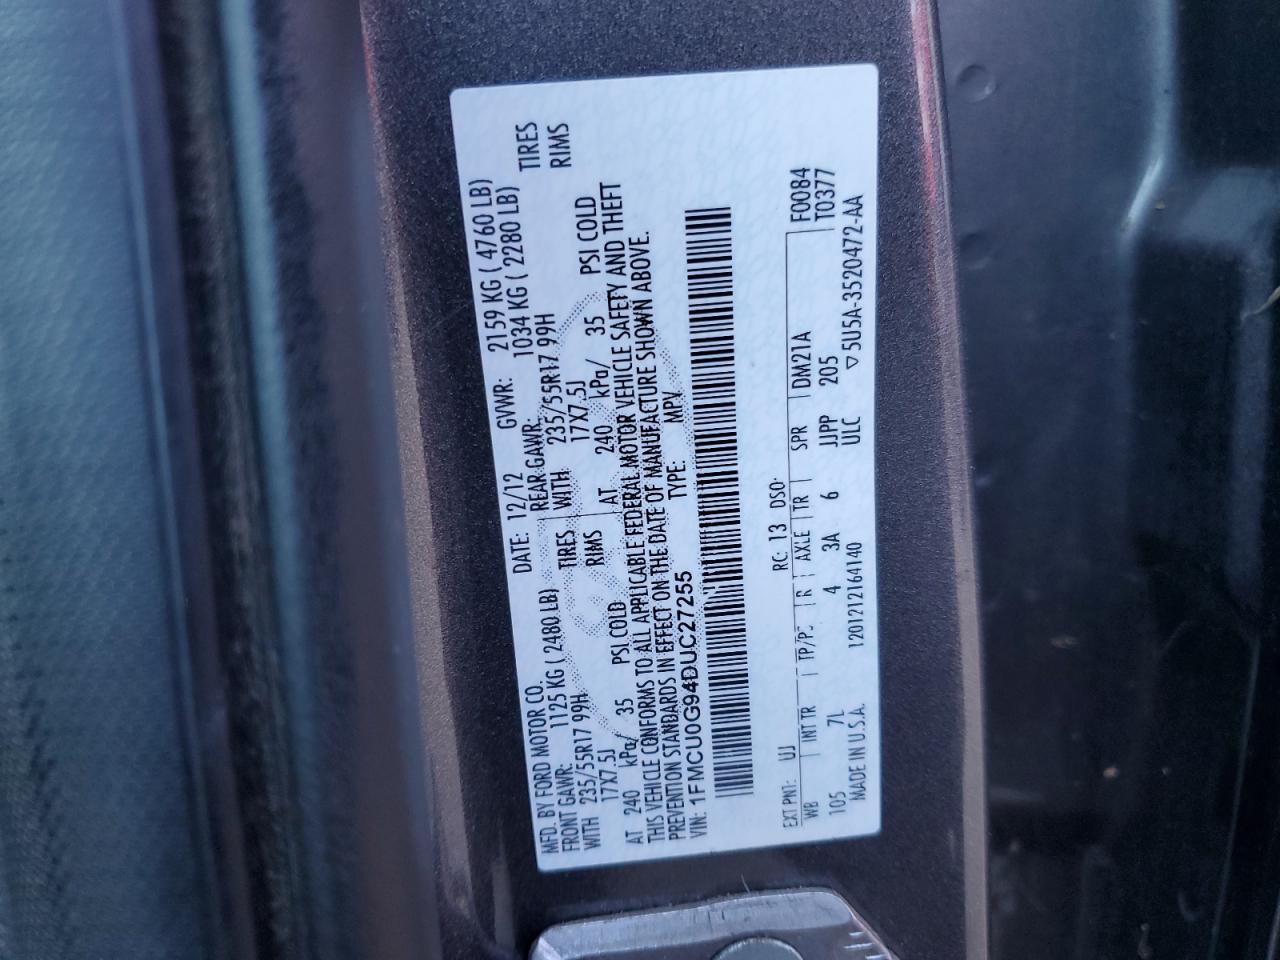 MFD. BY FORD MOTOR CO. DATE: 12/12 GVWR: 2159 KG ( 4760 LB)
FRONT GAWR: 1125 KG ( 2480 LB) REAR GAWR: 1034 KG ( 2280 LB)
WITH 235/55R17 99H TIRES WITH 235/55R17 99H TIRES
17X7.5J RIMS 17X7.5J RIMS
AT 240 kPa/ 35 PSI COLD AT 240 kPa/ 35 PSI COLD
THIS VEHICLE CONFORMS TO ALL APPLICABLE FEDERAL MOTOR VEHICLE SAFETY AND THEFT
PREVENTION STANDARDS IN EFFECT ON THE DATE OF MANUFACTURE SHOWN ABOVE.
VIN: 1FMCU0G94DUC27255 TYPE: MPV
EXT PNT: UJ RC: 13 DSO:
WB INT TR TP/PS R AXLE TR SPR DM21A F0084
105 7L 4 3A 6 JJPP 205 T0377
MADE IN U.S.A. 1201212164140 ULC ▽5U5A-3520472-AA